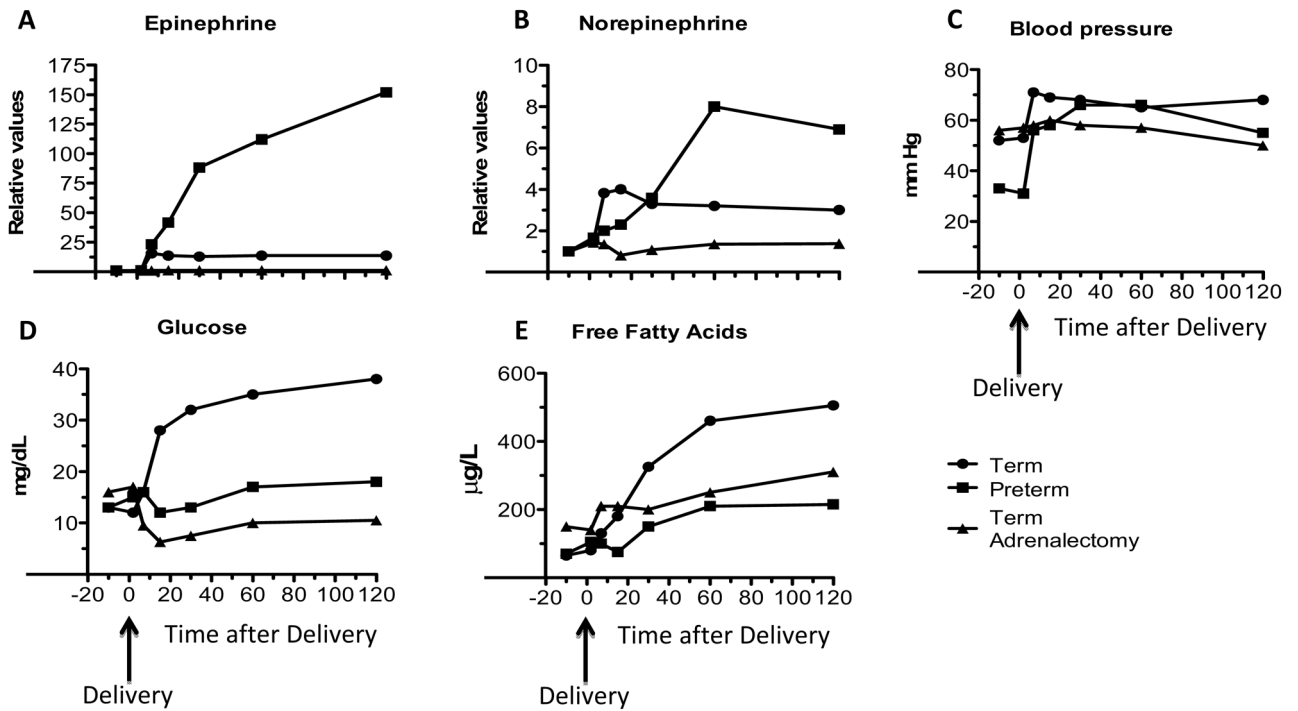 A
Epinephrine
Relative values
175
150
125
100
75
50
25
B
Norepinephrine
Relative values
10
8
6
4
2
C
Blood pressure
mm Hg
80
60
40
20
-20 0 20 40 60 80 100 120
Time after Delivery
Delivery
D
Glucose
mg/dL
40
30
20
10
-20 0 20 40 60 80 100 120
Time after Delivery
Delivery
E
Free Fatty Acids
µg/L
600
400
200
-20 0 20 40 60 80 100 120
Time after Delivery
Delivery
Term
Preterm
Term
Adrenalectomy